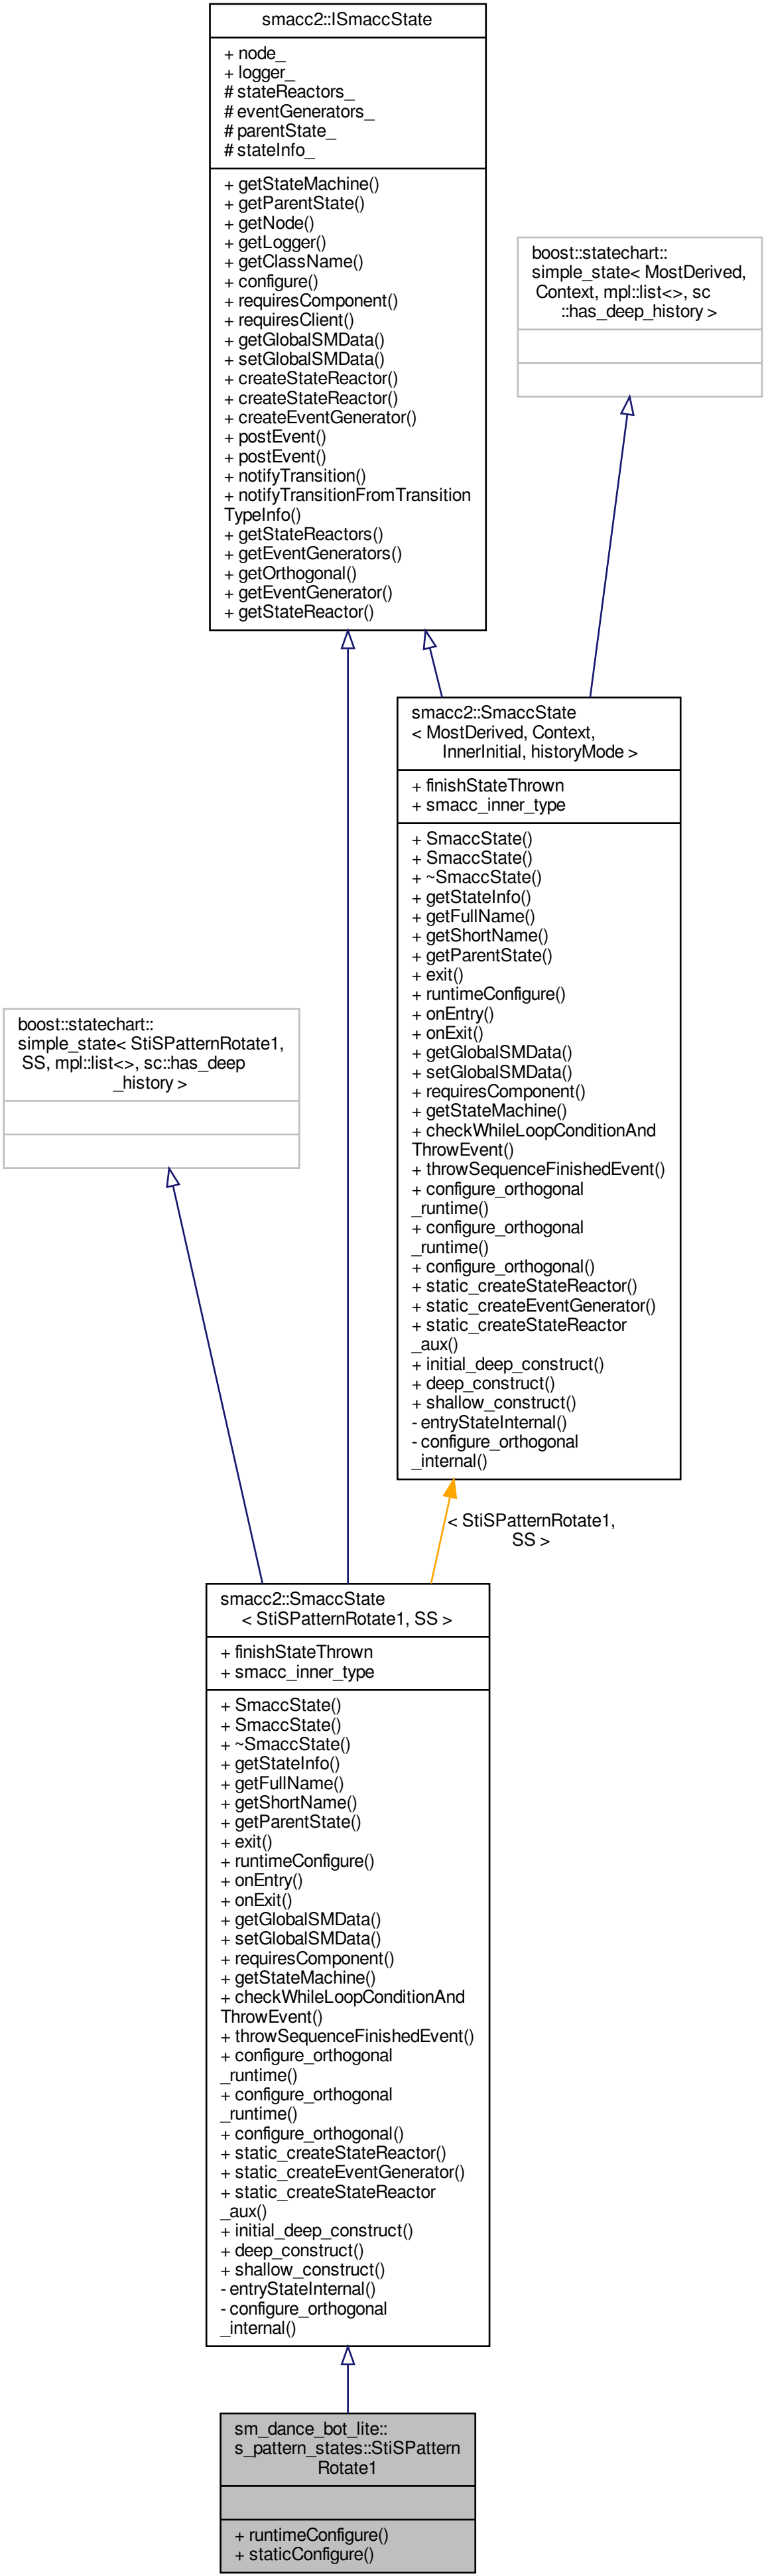 smacc2::ISmaccState
+ node_
+ logger_
# stateReactors_
# eventGenerators_
# parentState_
# stateInfo_
+ getStateMachine()
+ getParentState()
+ getNode()
+ getLogger()
+ getClassName()
+ configure()
+ requiresComponent()
+ requiresClient()
+ getGlobalSMData()
+ setGlobalSMData()
+ createStateReactor()
+ createStateReactor()
+ createEventGenerator()
+ postEvent()
+ postEvent()
+ notifyTransition()
+ notifyTransitionFromTransition
TypeInfo()
+ getStateReactors()
+ getEventGenerators()
+ getOrthogonal()
+ getEventGenerator()
+ getStateReactor()
boost::statechart::
simple_state< MostDerived,
Context, mpl::list<>, sc
::has_deep_history >
smacc2::SmaccState
< MostDerived, Context,
InnerInitial, historyMode >
+ finishStateThrown
+ smacc_inner_type
+ SmaccState()
+ SmaccState()
+ ~SmaccState()
+ getStateInfo()
+ getFullName()
+ getShortName()
+ getParentState()
+ exit()
+ runtimeConfigure()
+ onEntry()
+ onExit()
+ getGlobalSMData()
+ setGlobalSMData()
+ requiresComponent()
+ getStateMachine()
+ checkWhileLoopConditionAnd
ThrowEvent()
+ throwSequenceFinishedEvent()
+ configure_orthogonal
_runtime()
+ configure_orthogonal
_runtime()
+ configure_orthogonal()
+ static_createStateReactor()
+ static_createEventGenerator()
+ static_createStateReactor
_aux()
+ initial_deep_construct()
+ deep_construct()
+ shallow_construct()
- entryStateInternal()
- configure_orthogonal
_internal()
boost::statechart::
simple_state< StiSPatternRotate1,
SS, mpl::list<>, sc::has_deep
_history >
< StiSPatternRotate1,
SS >
smacc2::SmaccState
< StiSPatternRotate1, SS >
+ finishStateThrown
+ smacc_inner_type
+ SmaccState()
+ SmaccState()
+ ~SmaccState()
+ getStateInfo()
+ getFullName()
+ getShortName()
+ getParentState()
+ exit()
+ runtimeConfigure()
+ onEntry()
+ onExit()
+ getGlobalSMData()
+ setGlobalSMData()
+ requiresComponent()
+ getStateMachine()
+ checkWhileLoopConditionAnd
ThrowEvent()
+ throwSequenceFinishedEvent()
+ configure_orthogonal
_runtime()
+ configure_orthogonal
_runtime()
+ configure_orthogonal()
+ static_createStateReactor()
+ static_createEventGenerator()
+ static_createStateReactor
_aux()
+ initial_deep_construct()
+ deep_construct()
+ shallow_construct()
- entryStateInternal()
- configure_orthogonal
_internal()
sm_dance_bot_lite::
s_pattern_states::StiSPattern
Rotate1
+ runtimeConfigure()
+ staticConfigure()